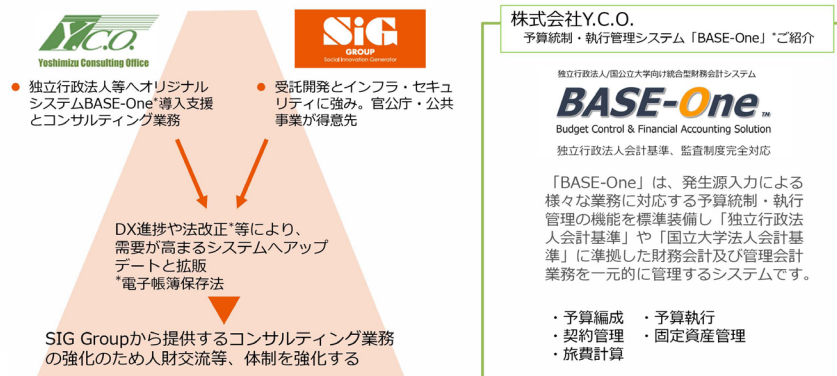 Y.C.O.
Yoshimizu Consulting Office
SiG
GROUP
Social Innovation Generator
● 独立行政法人等へオリジナル
システムBASE-One*導入支援
とコンサルティング業務
● 受託開発とインフラ・セキュ
リティに強み。官公庁・公共
事業が得意先
DX進捗や法改正*等により、
需要が高まるシステムへアップ
デートと拡販
*電子帳簿保存法
SIG Groupから提供するコンサルティング業務
の強化のため人財交流等、体制を強化する
株式会社Y.C.O.
予算統制・執行管理システム「BASE-One」*ご紹介
独立行政法人/国公立大学向け統合型財務会計システム
BASE-One TM
Budget Control & Financial Accounting Solution
独立行政法人会計基準、監査制度完全対応
「BASE-One」は、発生源入力による
様々な業務に対応する予算統制・執行
管理の機能を標準装備し「独立行政法
人会計基準」や「国立大学法人会計基
準」に準拠した財務会計及び管理会計
業務を一元的に管理するシステムです。
・予算編成 ・予算執行
・契約管理 ・固定資産管理
・旅費計算